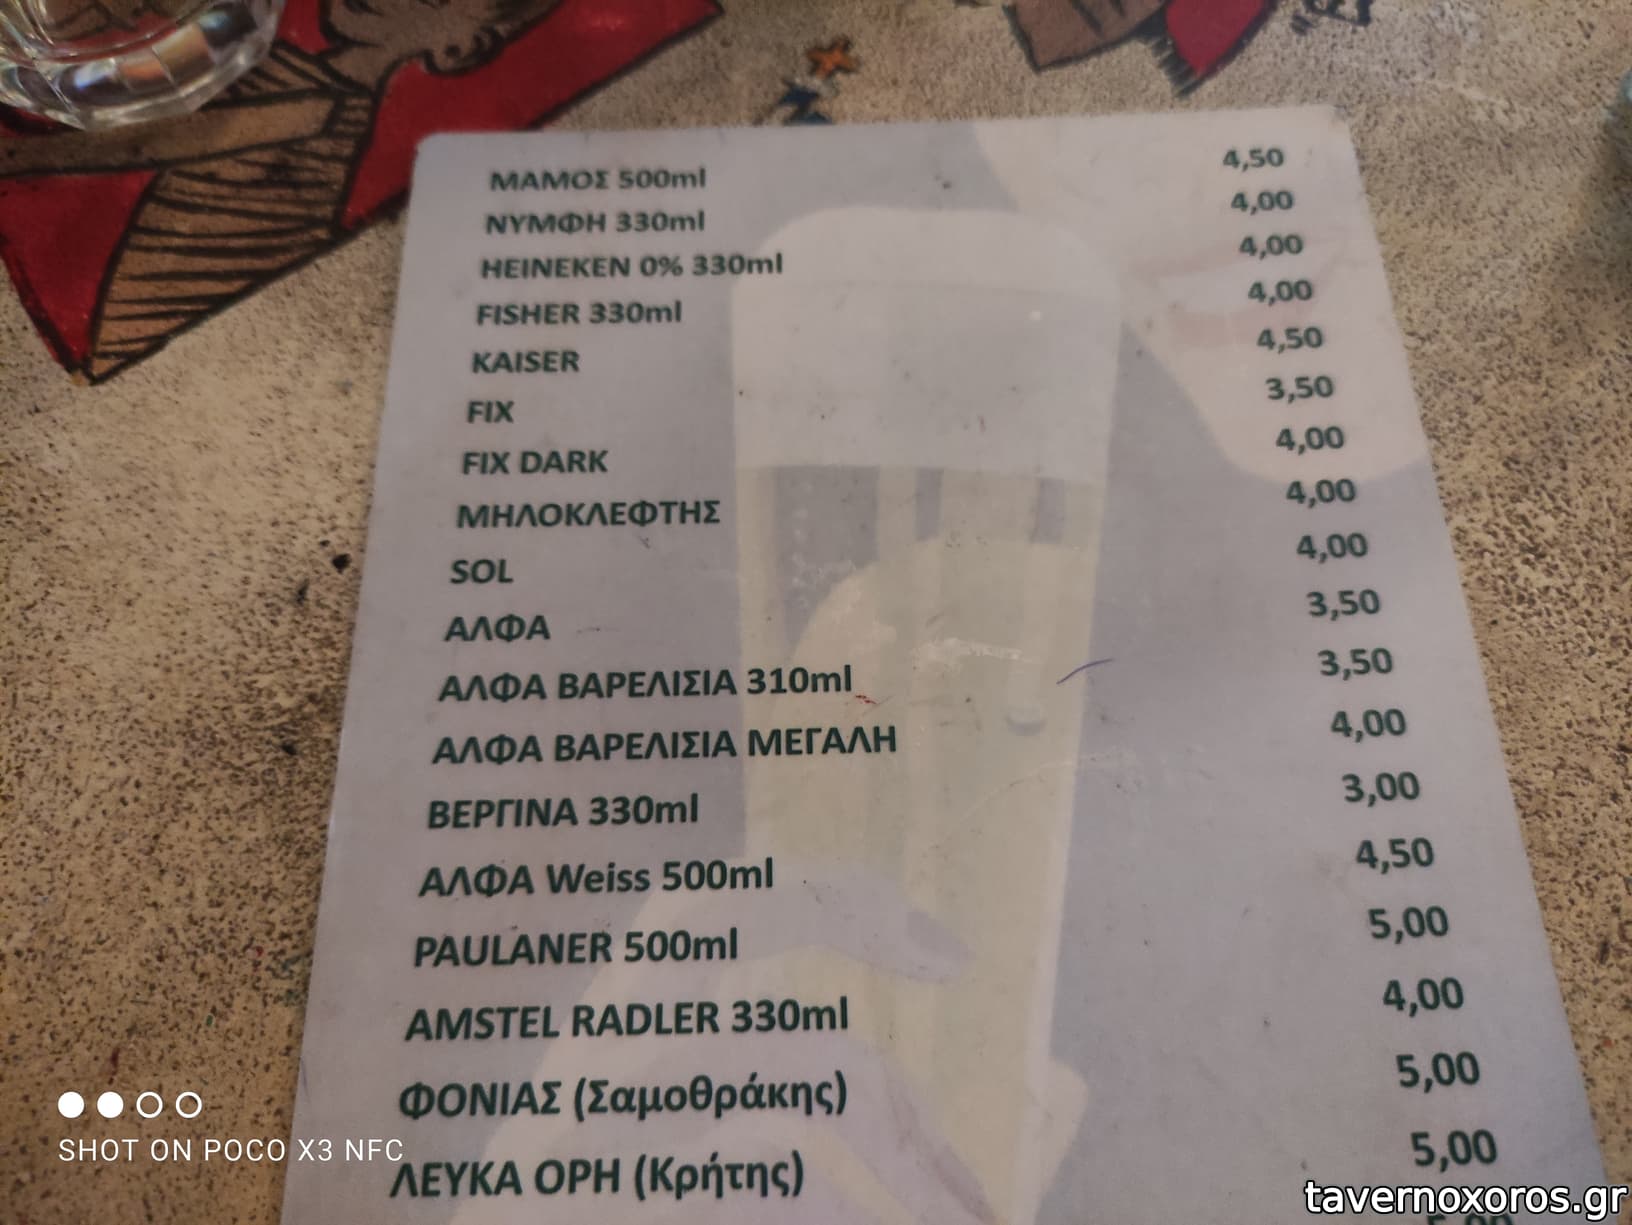 ΜΑΜΟΣ 500ml 4,50
ΝΥΜΦΗ 330ml 4,00
HEINEKEN 0% 330ml 4,00
FISHER 330ml 4,00
KAISER 4,50
FIX 3,50
FIX DARK 4,00
ΜΗΛΟΚΛΕΦΤΗΣ 4,00
SOL 4,00
ΑΛΦΑ 3,50
ΑΛΦΑ ΒΑΡΕΛΙΣΙΑ 310ml 3,50
ΑΛΦΑ ΒΑΡΕΛΙΣΙΑ ΜΕΓΑΛΗ 4,00
ΒΕΡΓΙΝΑ 330ml 3,00
ΑΛΦΑ Weiss 500ml 4,50
PAULANER 500ml 5,00
AMSTEL RADLER 330ml 4,00
ΦΟΝΙΑΣ (Σαμοθράκης) 5,00
ΛΕΥΚΑ ΟΡΗ (Κρήτης) 5,00
SHOT ON POCO X3 NFC
tavernoxoros.gr